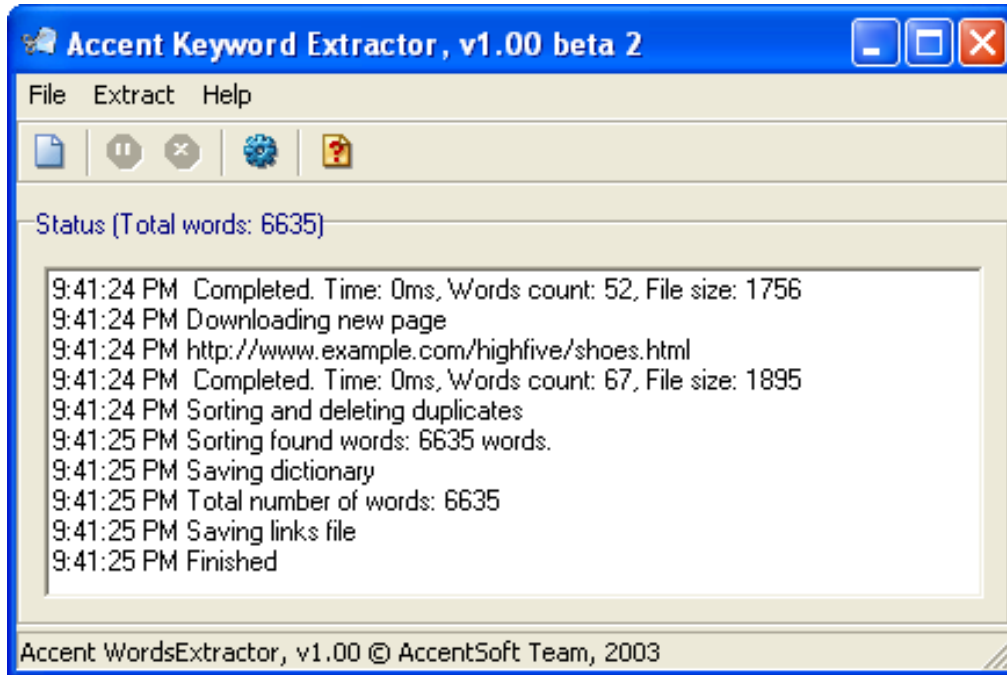 Accent Keyword Extractor, v1.00 beta 2
File Extract Help
Status (Total words: 6635)
9:41:24 PM  Completed. Time: 0ms, Words count: 52, File size: 1756
9:41:24 PM Downloading new page
9:41:24 PM http://www.example.com/highfive/shoes.html
9:41:24 PM  Completed. Time: 0ms, Words count: 67, File size: 1895
9:41:24 PM Sorting and deleting duplicates
9:41:25 PM Sorting found words: 6635 words.
9:41:25 PM Saving dictionary
9:41:25 PM Total number of words: 6635
9:41:25 PM Saving links file
9:41:25 PM Finished
Accent WordsExtractor, v1.00 © AccentSoft Team, 2003